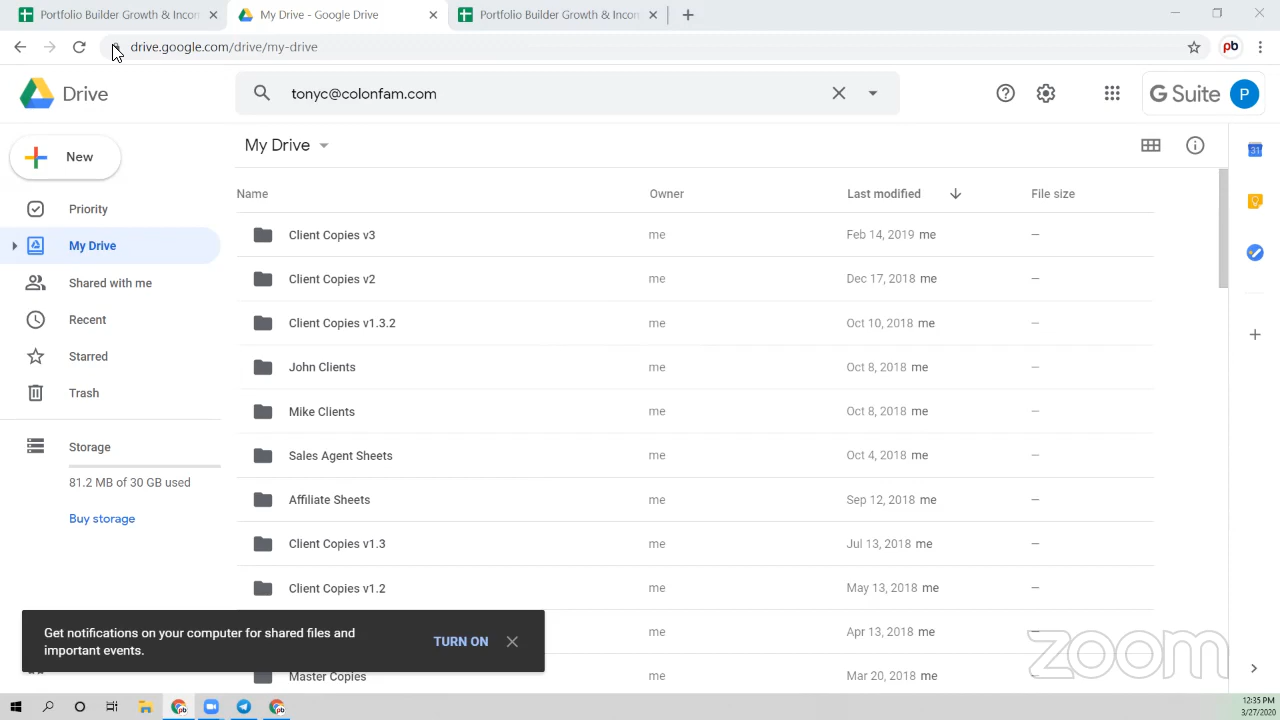 Portfolio Builder Growth & Incon
My Drive - Google Drive
Portfolio Builder Growth & Incon
drive.google.com/drive/my-drive
pb
Drive
tonyc@colonfam.com
G Suite
P
New
My Drive
31
Name
Owner
Last modified
File size
Priority
Client Copies v3
me
Feb 14, 2019 me
–
My Drive
Client Copies v2
me
Dec 17, 2018 me
–
Shared with me
Client Copies v1.3.2
me
Oct 10, 2018 me
–
Recent
John Clients
me
Oct 8, 2018 me
–
Starred
Mike Clients
me
Oct 8, 2018 me
–
Trash
Sales Agent Sheets
me
Oct 4, 2018 me
–
Storage
81.2 MB of 30 GB used
Buy storage
Affiliate Sheets
me
Sep 12, 2018 me
–
Client Copies v1.3
me
Jul 13, 2018 me
–
Client Copies v1.2
me
May 13, 2018 me
–
me
Apr 13, 2018 me
–
Master Copies
me
Mar 20, 2018 me
–
Get notifications on your computer for shared files and
important events.
TURN ON
zoom
12:35 PM
3/27/2020